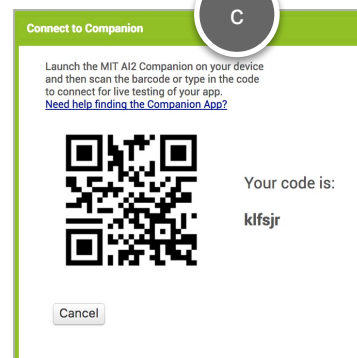 C
Connect to Companion
Launch the MIT AI2 Companion on your device
and then scan the barcode or type in the code
to connect for live testing of your app.
Need help finding the Companion App?
Your code is:
klfsjr
Cancel